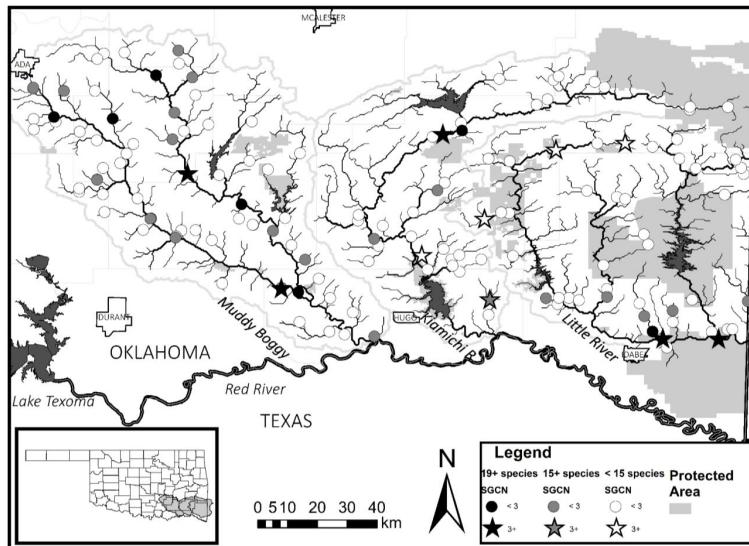 MCALESTER
ADA
DURANT
OKLAHOMA
Muddy Boggy
HUGO
Kiamichi R.
Little River
IDABEL
Lake Texoma
Red River
TEXAS
N
0 5 10 20 30 40
km
Legend
19+ species 15+ species < 15 species Protected Area
SGCN SGCN SGCN
< 3 < 3 < 3
3+ 3+ 3+